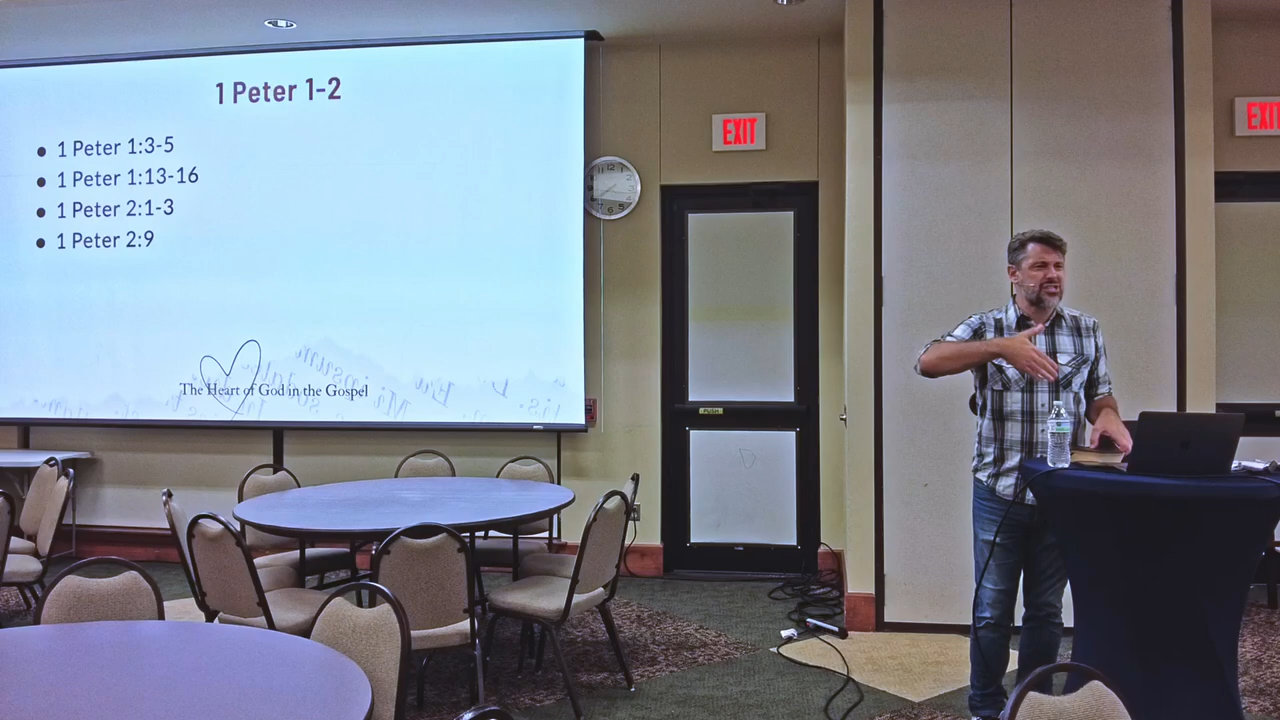 1 Peter 1-2
• 1 Peter 1:3-5
• 1 Peter 1:13-16
• 1 Peter 2:1-3
• 1 Peter 2:9
The Heart of God in the Gospel
EXIT
EXIT
PUSH
D